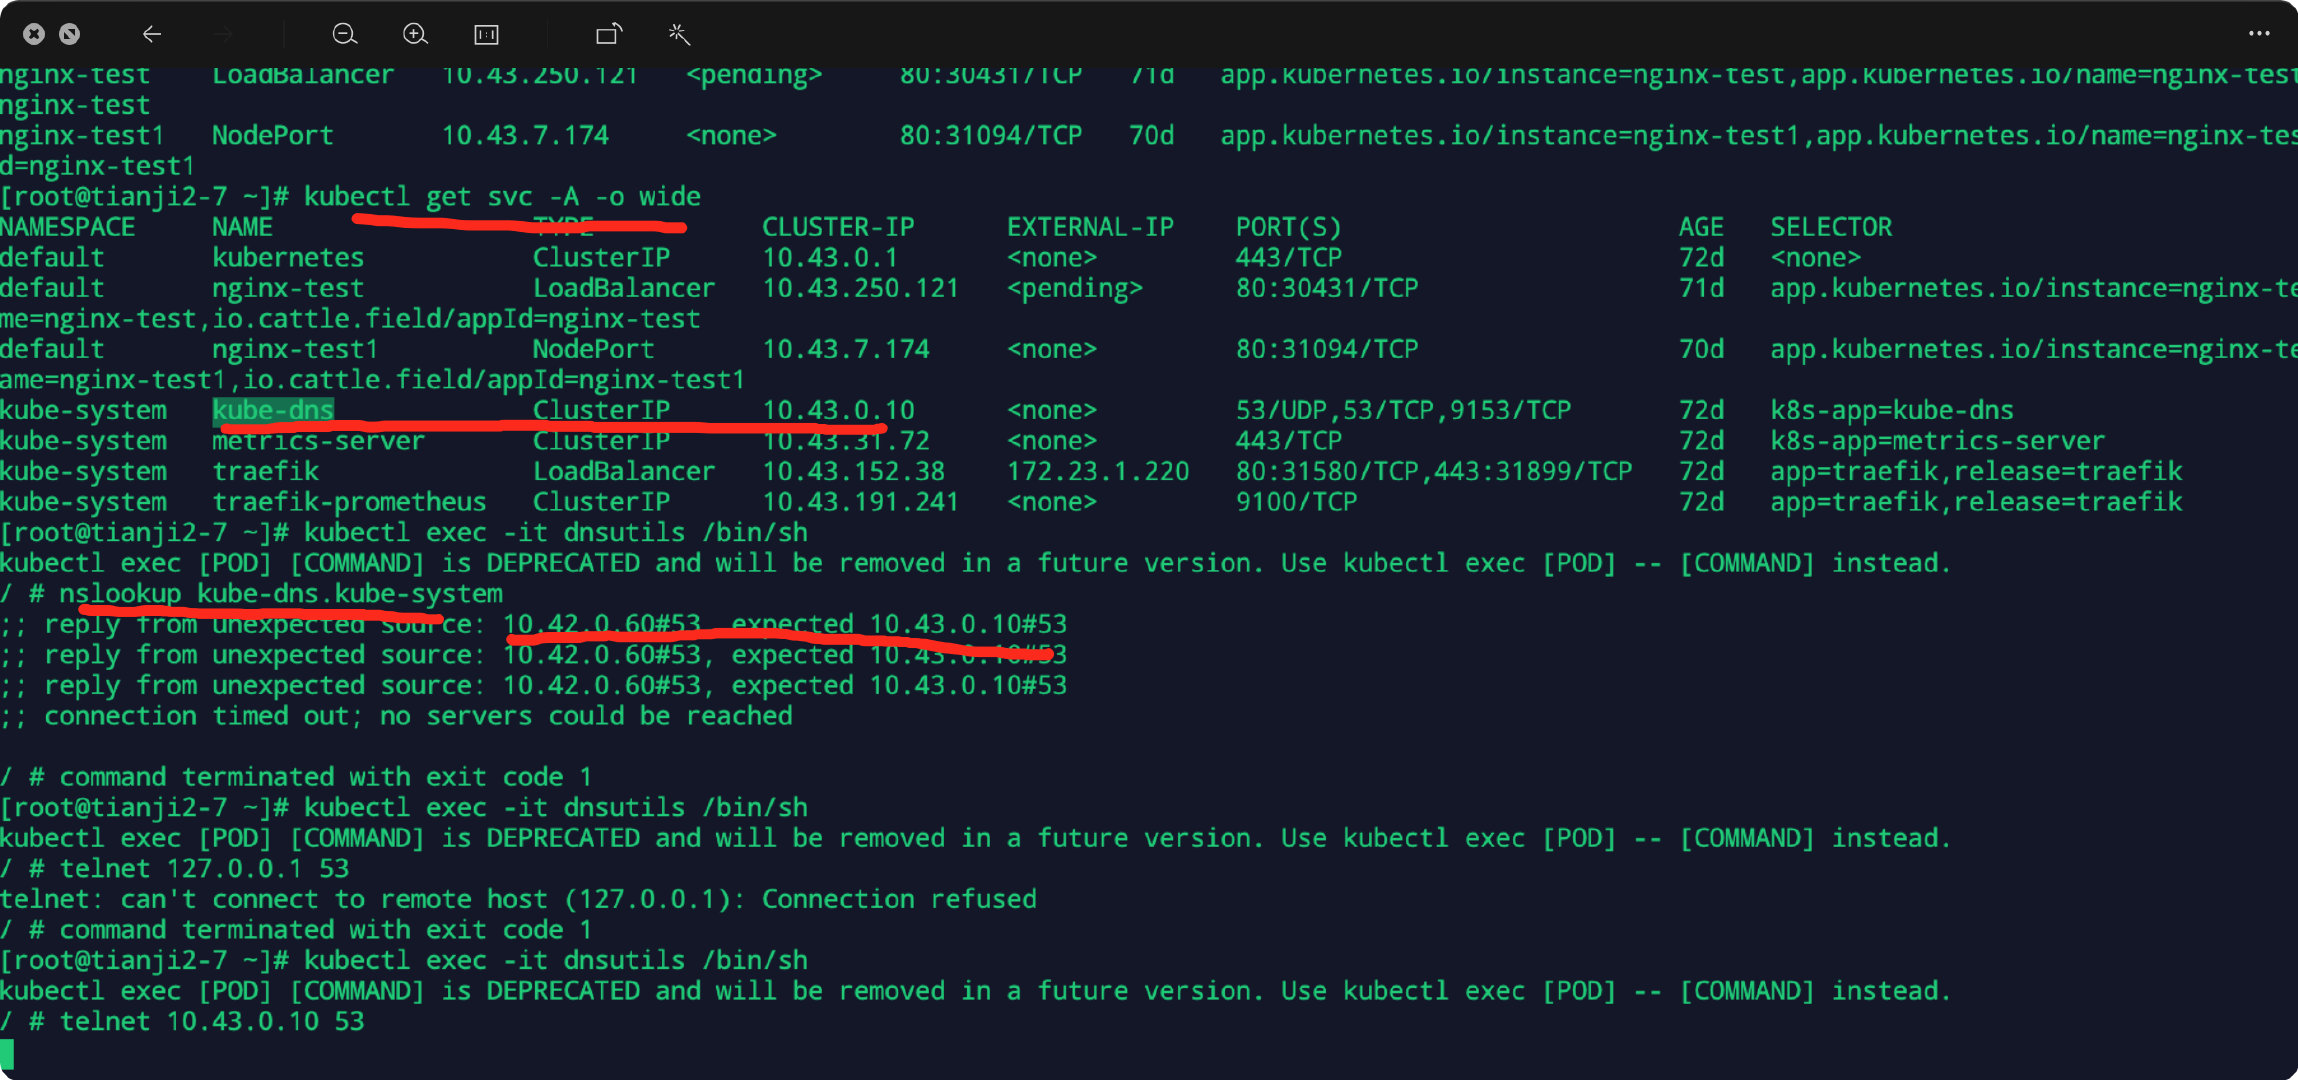 nginx-test LoadBalancer 10.43.250.121 <pending> 80:30431/TCP 71d app.kubernetes.io/instance=nginx-test,app.kubernetes.io/name=nginx-test
nginx-test
nginx-test1 NodePort 10.43.7.174 <none> 80:31094/TCP 70d app.kubernetes.io/instance=nginx-test1,app.kubernetes.io/name=nginx-tes
d=nginx-test1
[root@tianji2-7 ~]# kubectl get svc -A -o wide
NAMESPACE NAME TYPE CLUSTER-IP EXTERNAL-IP PORT(S) AGE SELECTOR
default kubernetes ClusterIP 10.43.0.1 <none> 443/TCP 72d <none>
default nginx-test LoadBalancer 10.43.250.121 <pending> 80:30431/TCP 71d app.kubernetes.io/instance=nginx-te
me=nginx-test,io.cattle.field/appId=nginx-test
default nginx-test1 NodePort 10.43.7.174 <none> 80:31094/TCP 70d app.kubernetes.io/instance=nginx-te
ame=nginx-test1,io.cattle.field/appId=nginx-test1
kube-system kube-dns ClusterIP 10.43.0.10 <none> 53/UDP,53/TCP,9153/TCP 72d k8s-app=kube-dns
kube-system metrics-server ClusterIP 10.43.31.72 <none> 443/TCP 72d k8s-app=metrics-server
kube-system traefik LoadBalancer 10.43.152.38 172.23.1.220 80:31580/TCP,443:31899/TCP 72d app=traefik,release=traefik
kube-system traefik-prometheus ClusterIP 10.43.191.241 <none> 9100/TCP 72d app=traefik,release=traefik
[root@tianji2-7 ~]# kubectl exec -it dnsutils /bin/sh
kubectl exec [POD] [COMMAND] is DEPRECATED and will be removed in a future version. Use kubectl exec [POD] -- [COMMAND] instead.
/ # nslookup kube-dns.kube-system
;; reply from unexpected source: 10.42.0.60#53, expected 10.43.0.10#53
;; reply from unexpected source: 10.42.0.60#53, expected 10.43.0.10#53
;; reply from unexpected source: 10.42.0.60#53, expected 10.43.0.10#53
;; connection timed out; no servers could be reached
/ # command terminated with exit code 1
[root@tianji2-7 ~]# kubectl exec -it dnsutils /bin/sh
kubectl exec [POD] [COMMAND] is DEPRECATED and will be removed in a future version. Use kubectl exec [POD] -- [COMMAND] instead.
/ # telnet 127.0.0.1 53
telnet: can't connect to remote host (127.0.0.1): Connection refused
/ # command terminated with exit code 1
[root@tianji2-7 ~]# kubectl exec -it dnsutils /bin/sh
kubectl exec [POD] [COMMAND] is DEPRECATED and will be removed in a future version. Use kubectl exec [POD] -- [COMMAND] instead.
/ # telnet 10.43.0.10 53